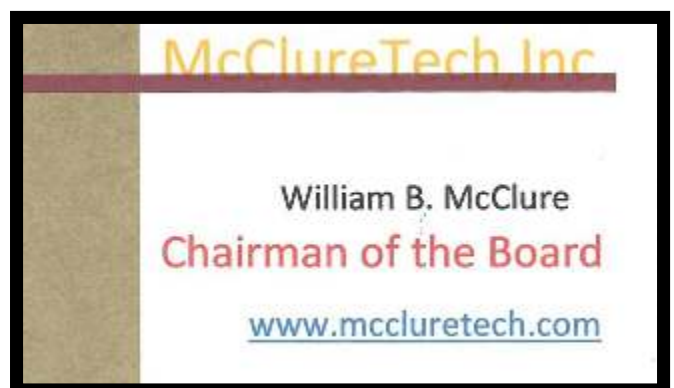 McClureTech,Inc
William B. McClure
Chairman of the Board
www.mccluretech.com